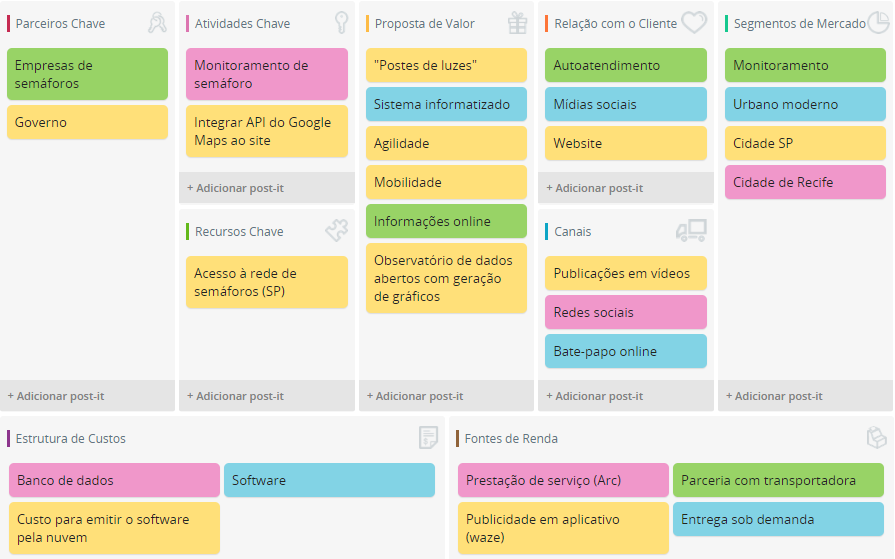 Parceiros Chave
Empresas de
semáforos
Governo
+ Adicionar post-it
Atividades Chave
Monitoramento de
semáforo
Integrar API do Google
Maps ao site
+ Adicionar post-it
Recursos Chave
Acesso à rede de
semáforos (SP)
+ Adicionar post-it
Proposta de Valor
"Postes de luzes"
Sistema informatizado
Agilidade
Mobilidade
Informações online
Observatório de dados
abertos com geração
de gráficos
+ Adicionar post-it
Relação com o Cliente
Autoatendimento
Mídias sociais
Website
+ Adicionar post-it
Canais
Publicações em vídeos
Redes sociais
Bate-papo online
+ Adicionar post-it
Segmentos de Mercado
Monitoramento
Urbano moderno
Cidade SP
Cidade de Recife
+ Adicionar post-it
Estrutura de Custos
Banco de dados
Software
Custo para emitir o software
pela nuvem
Fontes de Renda
Prestação de serviço (Arc)
Parceria com transportadora
Publicidade em aplicativo
(waze)
Entrega sob demanda